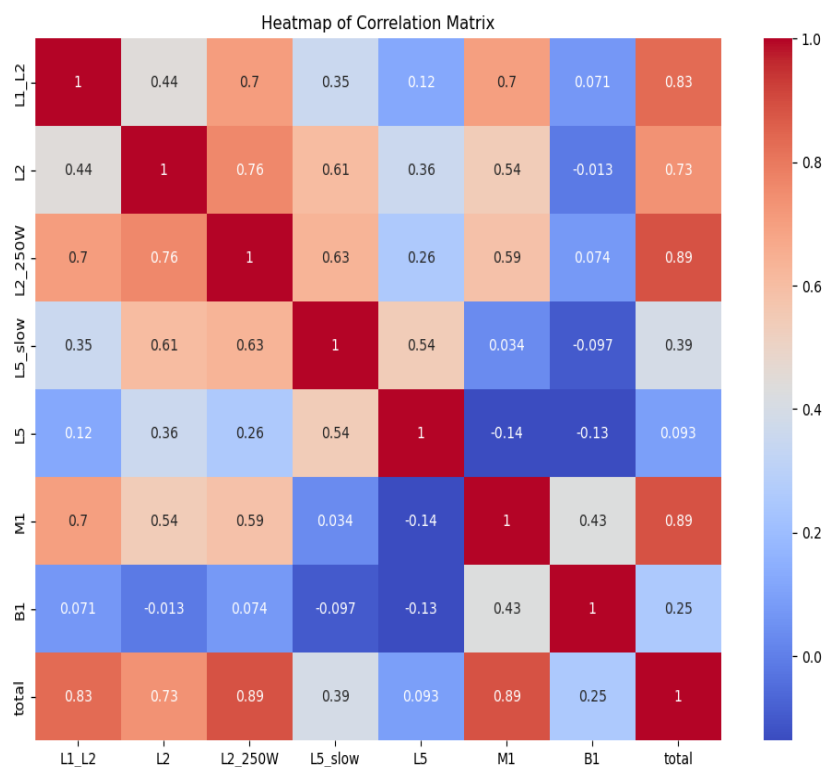 Heatmap of Correlation Matrix
L1_L2 1 0.44 0.7 0.35 0.12 0.7 0.071 0.83
L2 0.44 1 0.76 0.61 0.36 0.54 -0.013 0.73
L2_250W 0.7 0.76 1 0.63 0.26 0.59 0.074 0.89
L5_slow 0.35 0.61 0.63 1 0.54 0.034 -0.097 0.39
L5 0.12 0.36 0.26 0.54 1 -0.14 -0.13 0.093
M1 0.7 0.54 0.59 0.034 -0.14 1 0.43 0.89
B1 0.071 -0.013 0.074 -0.097 -0.13 0.43 1 0.25
total 0.83 0.73 0.89 0.39 0.093 0.89 0.25 1
L1_L2 L2 L2_250W L5_slow L5 M1 B1 total
1.0
0.8
0.6
0.4
0.2
0.0